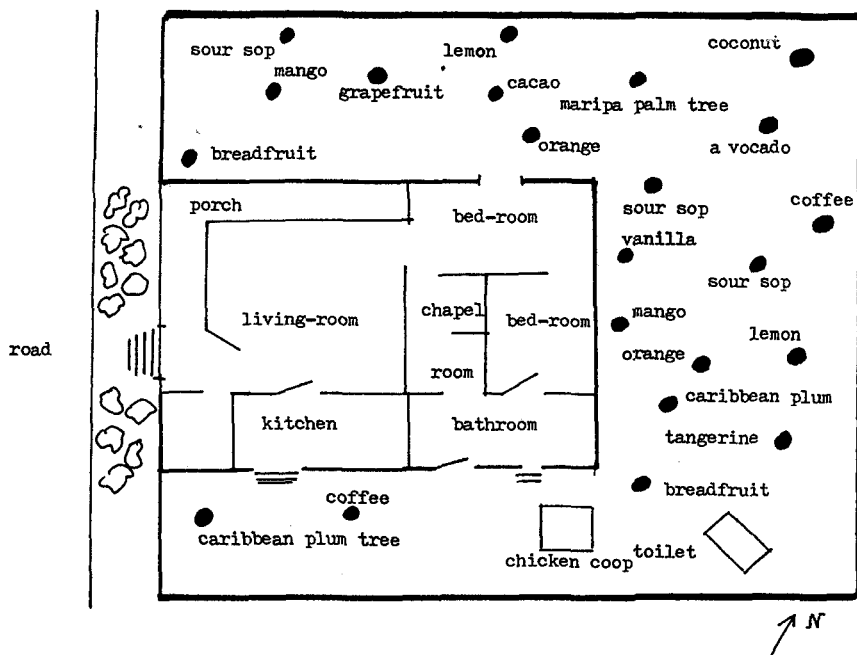 sour sop
lemon
coconut
mango
grapefruit
cacao
maripa palm tree
breadfruit
orange
a vocado
porch
bed-room
sour sop
coffee
vanilla
sour sop
living-room
chapel
bed-room
mango
road
orange
lemon
room
caribbean plum
kitchen
bathroom
tangerine
breadfruit
coffee
caribbean plum tree
chicken coop
toilet
N